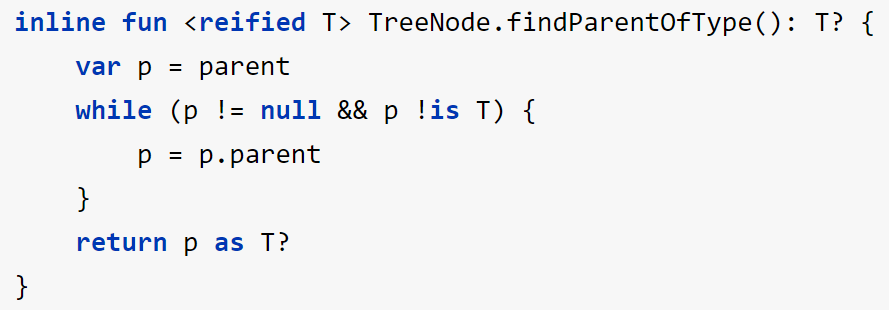 inline fun <reified T> TreeNode.findParentOfType(): T? {
    var p = parent
    while (p != null && p !is T) {
        p = p.parent
    }
    return p as T?
}